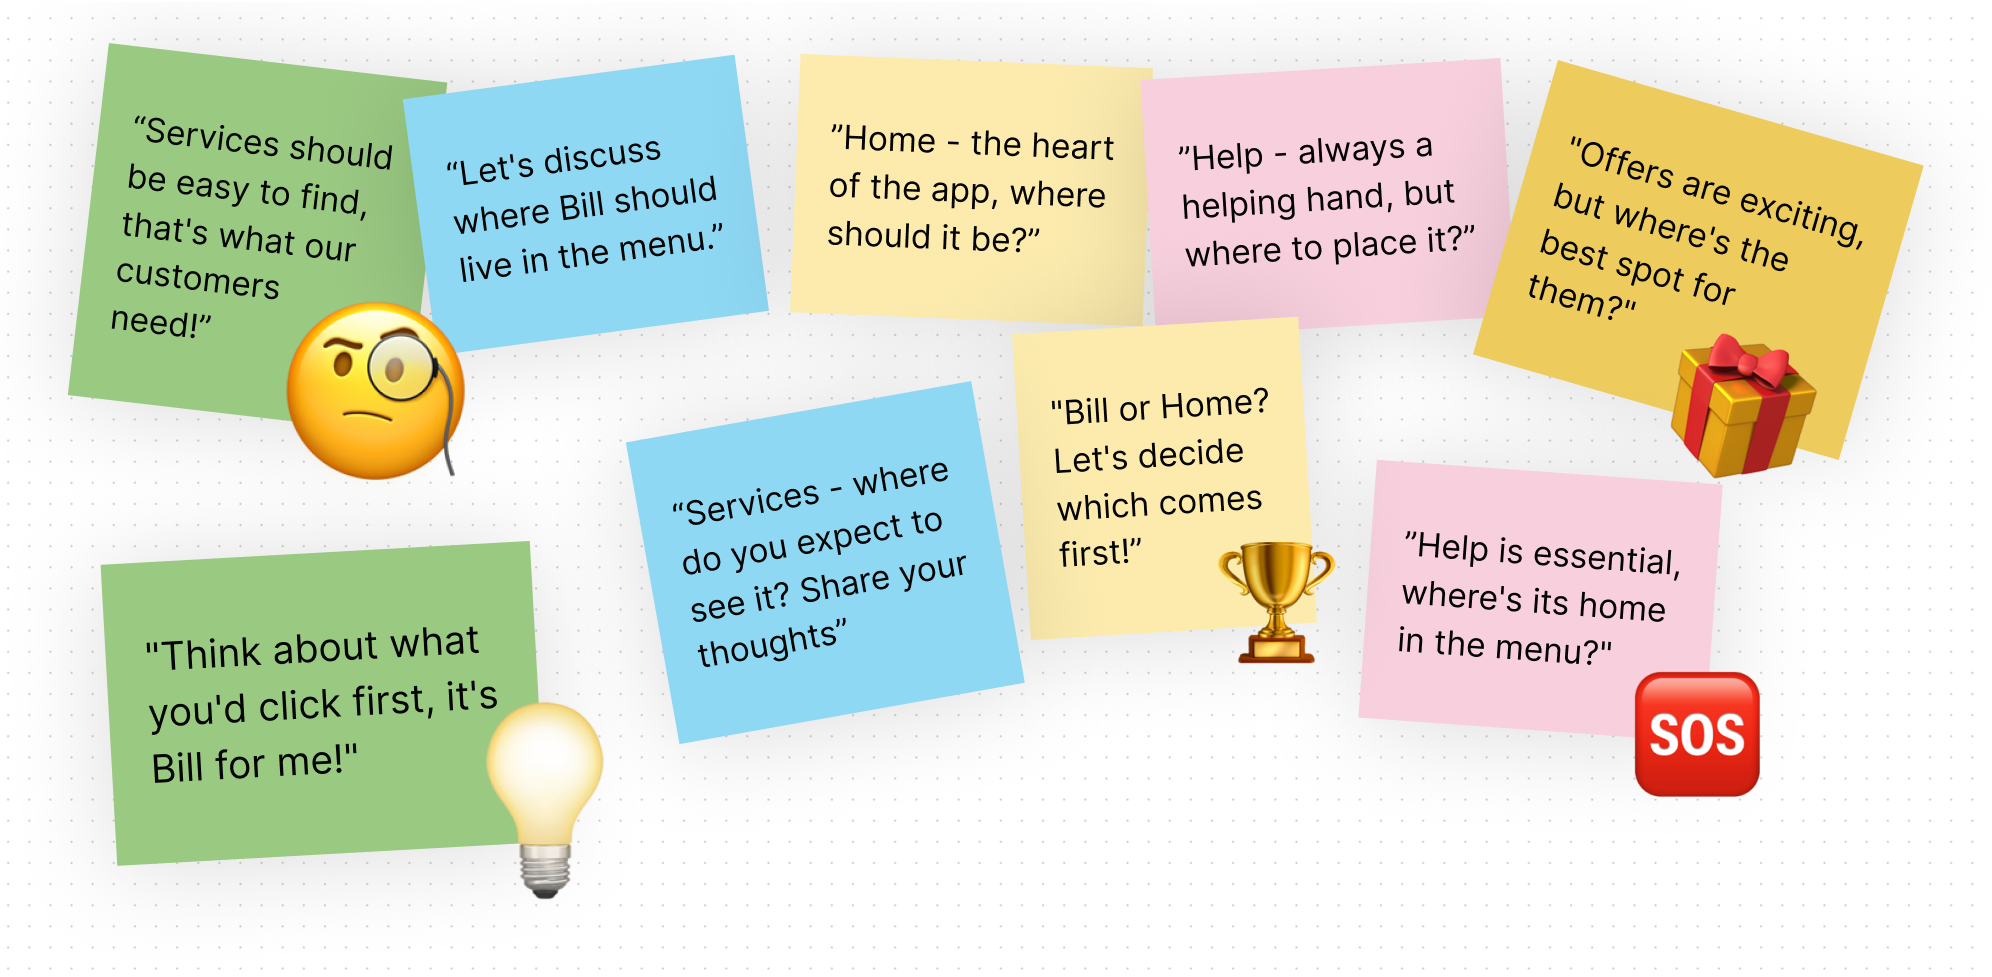 “Services should
be easy to find,
that's what our
customers
need!”
“Let's discuss
where Bill should
live in the menu.”
”Home - the heart
of the app, where
should it be?”
”Help - always a
helping hand, but
where to place it?”
"Offers are exciting,
but where's the
best spot for
them?"
"Think about what
you'd click first, it's
Bill for me!"
“Services - where
do you expect to
see it? Share your
thoughts”
"Bill or Home?
Let's decide
which comes
first!”
”Help is essential,
where's its home
in the menu?"
SOS